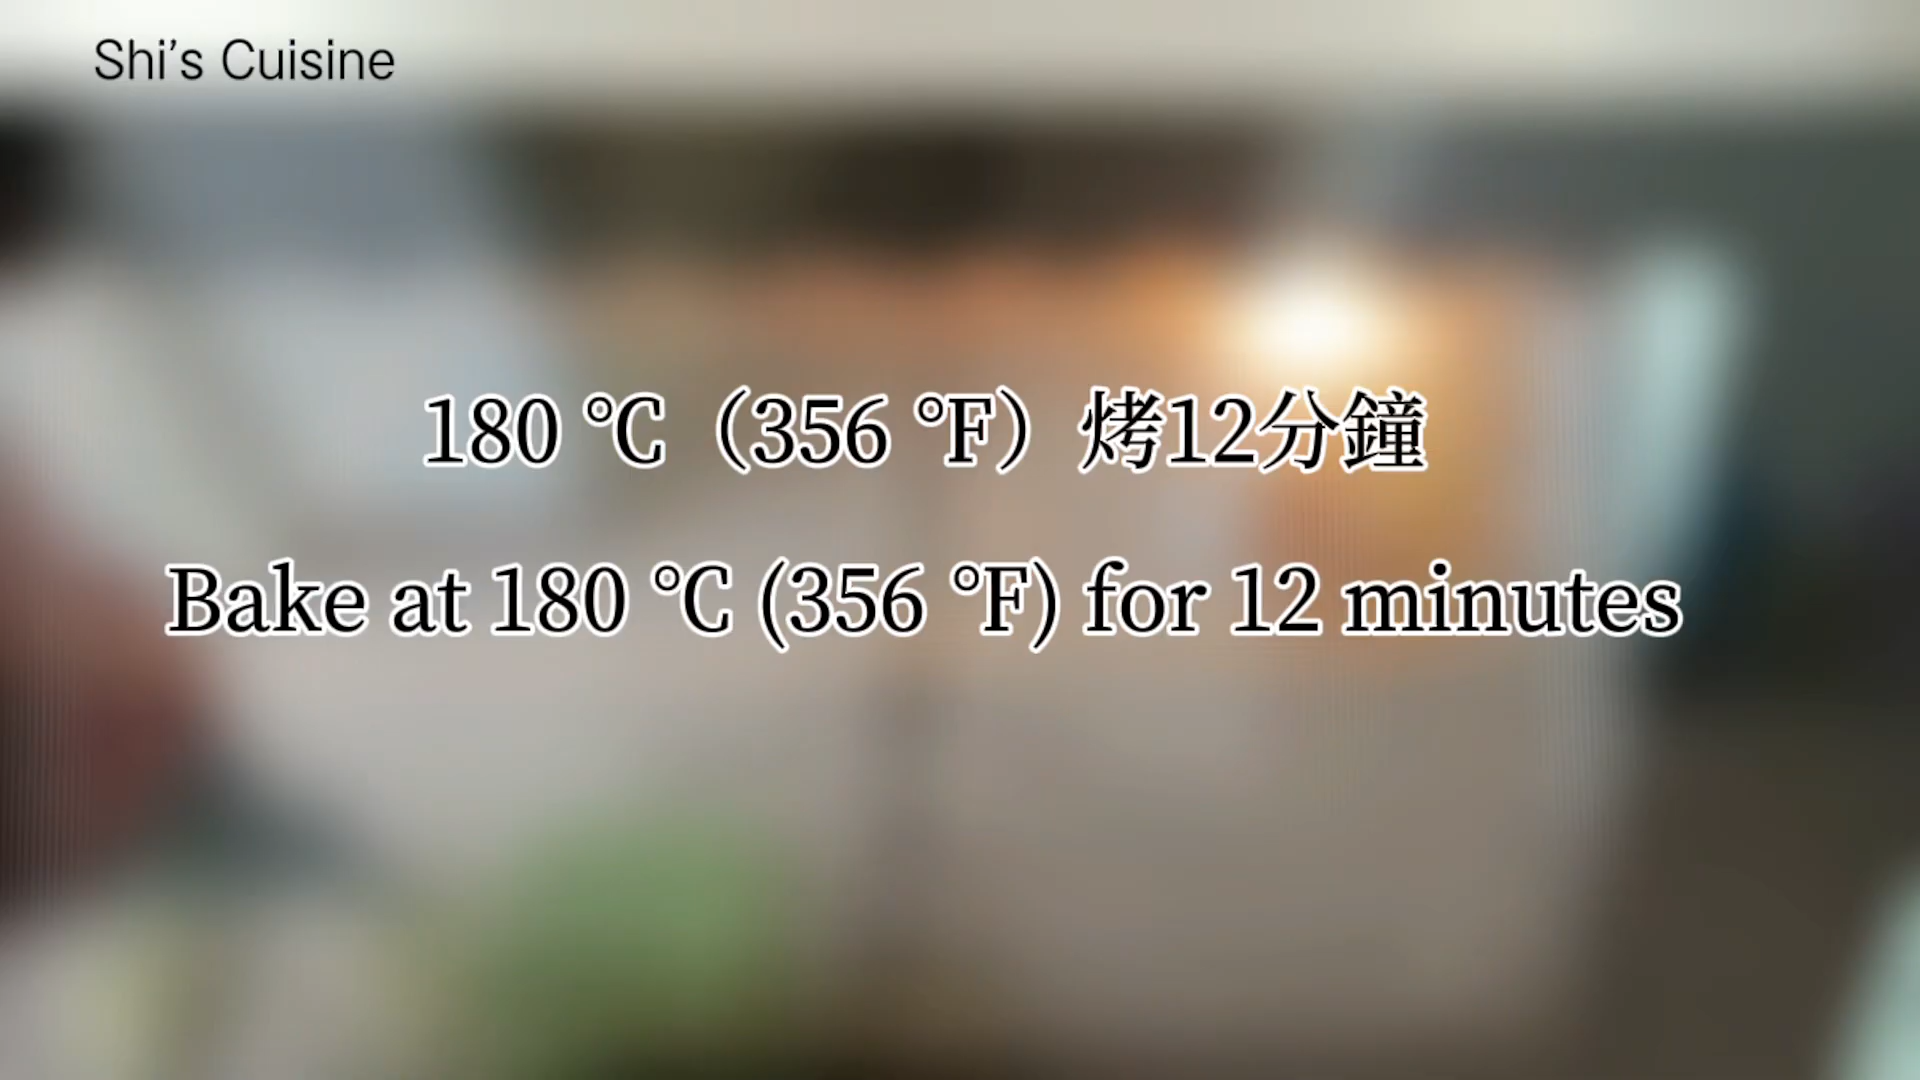 Shi’s Cuisine
180 ℃（356 ℉）烤12分鐘
Bake at 180 ℃ (356 ℉) for 12 minutes